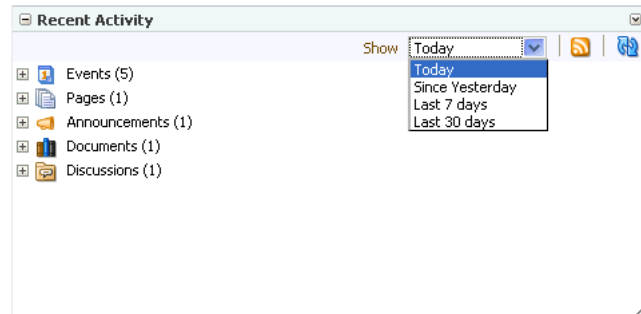 Recent Activity
Show Today
Today
Since Yesterday
Last 7 days
Last 30 days
Events (5)
Pages (1)
Announcements (1)
Documents (1)
Discussions (1)